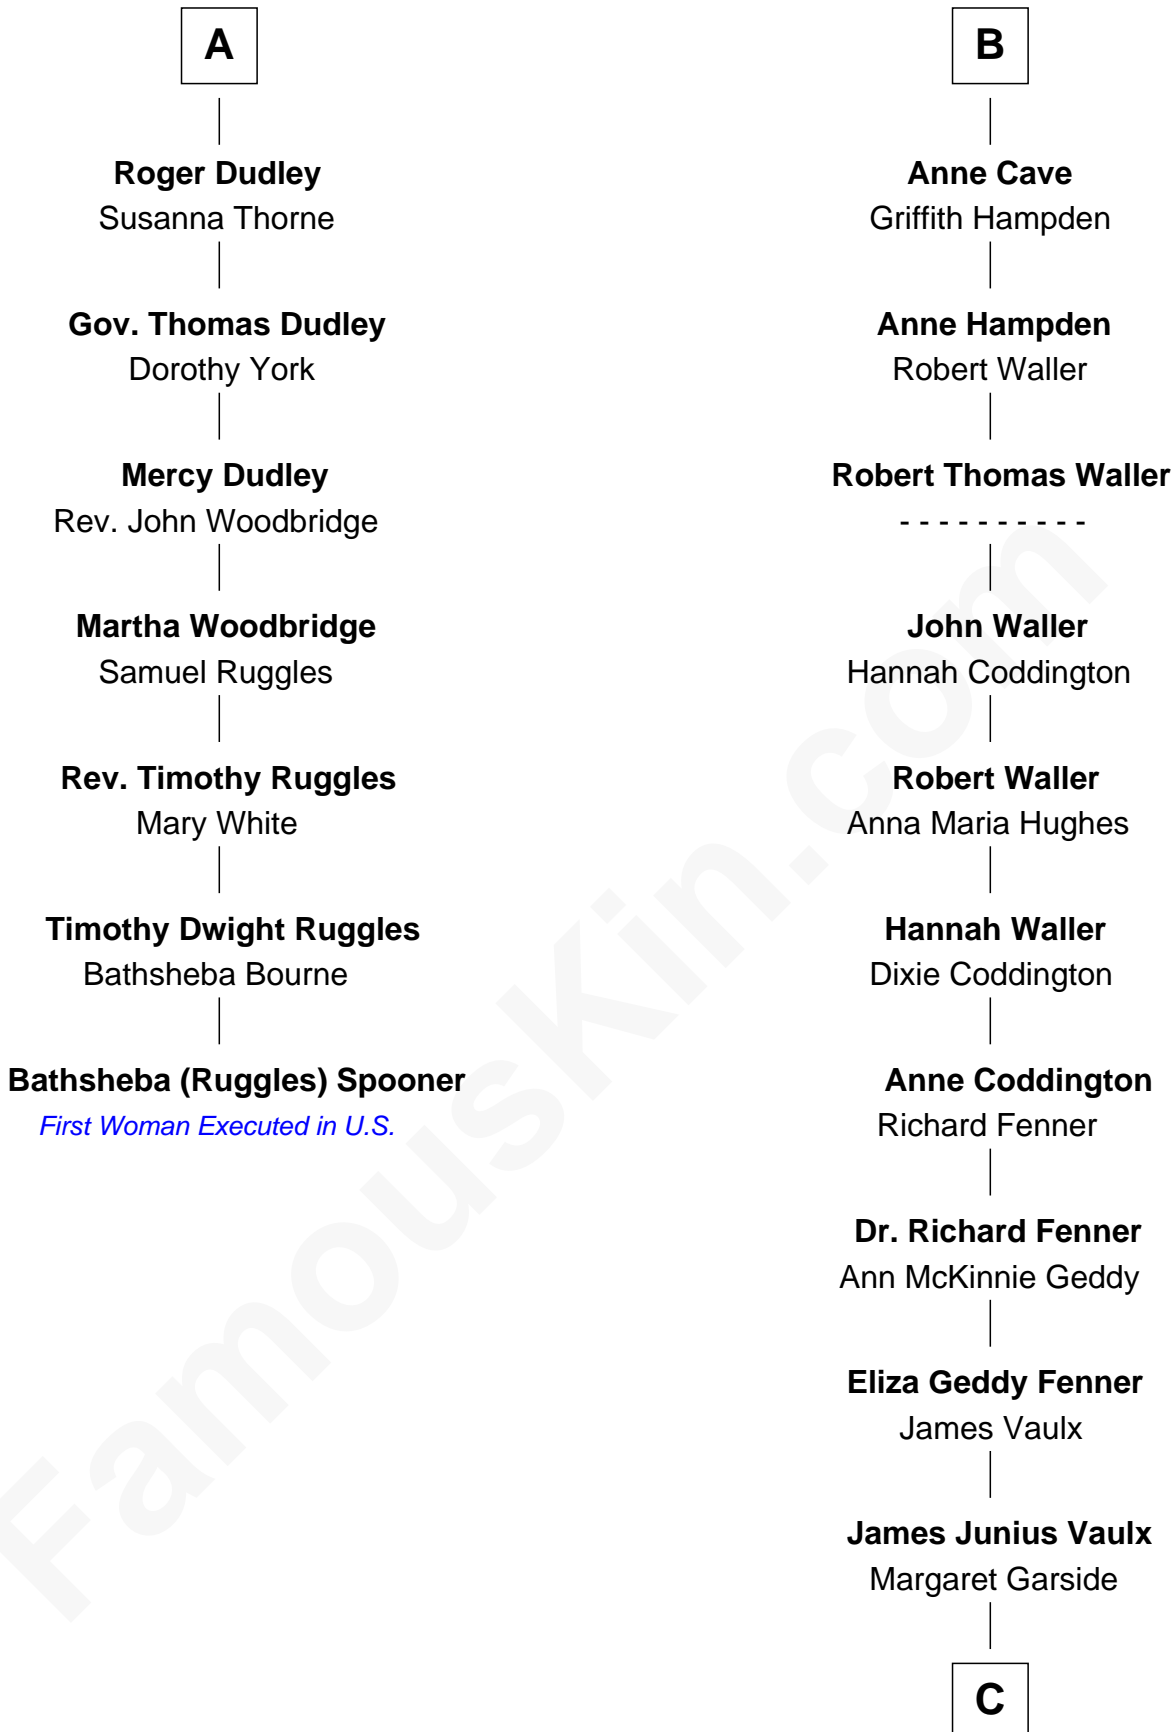 A
Roger Dudley
Susanna Thorne
Gov. Thomas Dudley
Dorothy York
Mercy Dudley
Rev. John Woodbridge
Martha Woodbridge
Samuel Ruggles
Rev. Timothy Ruggles
Mary White
Timothy Dwight Ruggles
Bathsheba Bourne
Bathsheba (Ruggles) Spooner
First Woman Executed in U.S.
B
Anne Cave
Griffith Hampden
Anne Hampden
Robert Waller
Robert Thomas Waller
- - - - - - - - - -
John Waller
Hannah Coddington
Robert Waller
Anna Maria Hughes
Hannah Waller
Dixie Coddington
Anne Coddington
Richard Fenner
Dr. Richard Fenner
Ann McKinnie Geddy
Eliza Geddy Fenner
James Vaulx
James Junius Vaulx
Margaret Garside
C
FamousKin.com